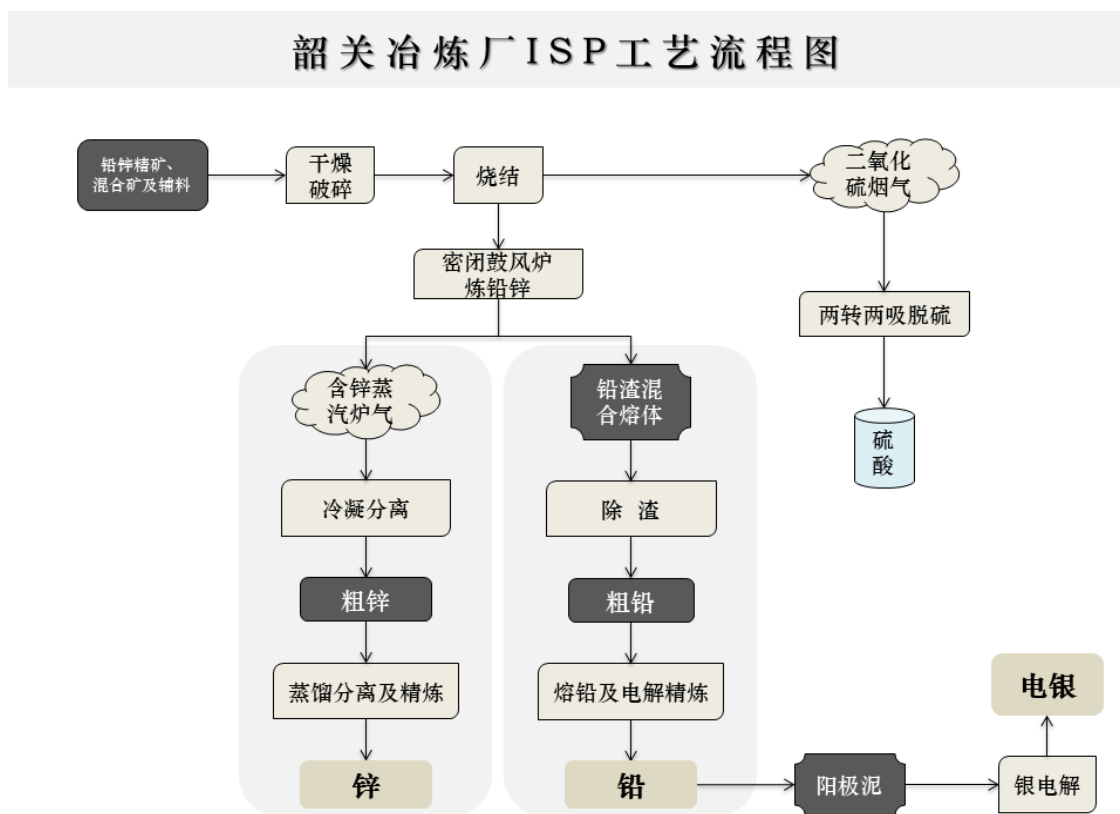 韶关冶炼厂ISP工艺流程图
铅锌精矿、
混合矿及辅料
干燥
破碎
烧结
二氧化
硫烟气
密闭鼓风炉
炼铅锌
两转两吸脱硫
含锌蒸
汽炉气
铅渣混
合熔体
硫
酸
冷凝分离
除 渣
粗锌
粗铅
蒸馏分离及精炼
熔铅及电解精炼
电银
锌
铅
阳极泥
银电解